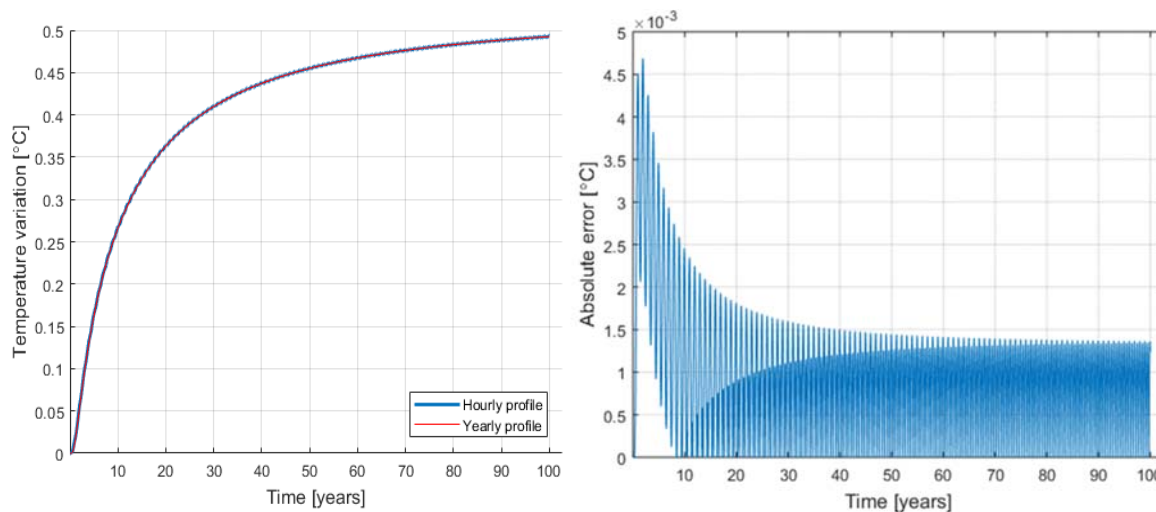 0.5
0.45
0.4
0.35
0.3
0.25
0.2
0.15
0.1
0.05
0
Temperature variation [°C]
10 20 30 40 50 60 70 80 90 100
Time [years]
Hourly profile
Yearly profile
×10⁻³
5
4.5
4
3.5
3
2.5
2
1.5
1
0.5
0
Absolute error [°C]
10 20 30 40 50 60 70 80 90 100
Time [years]